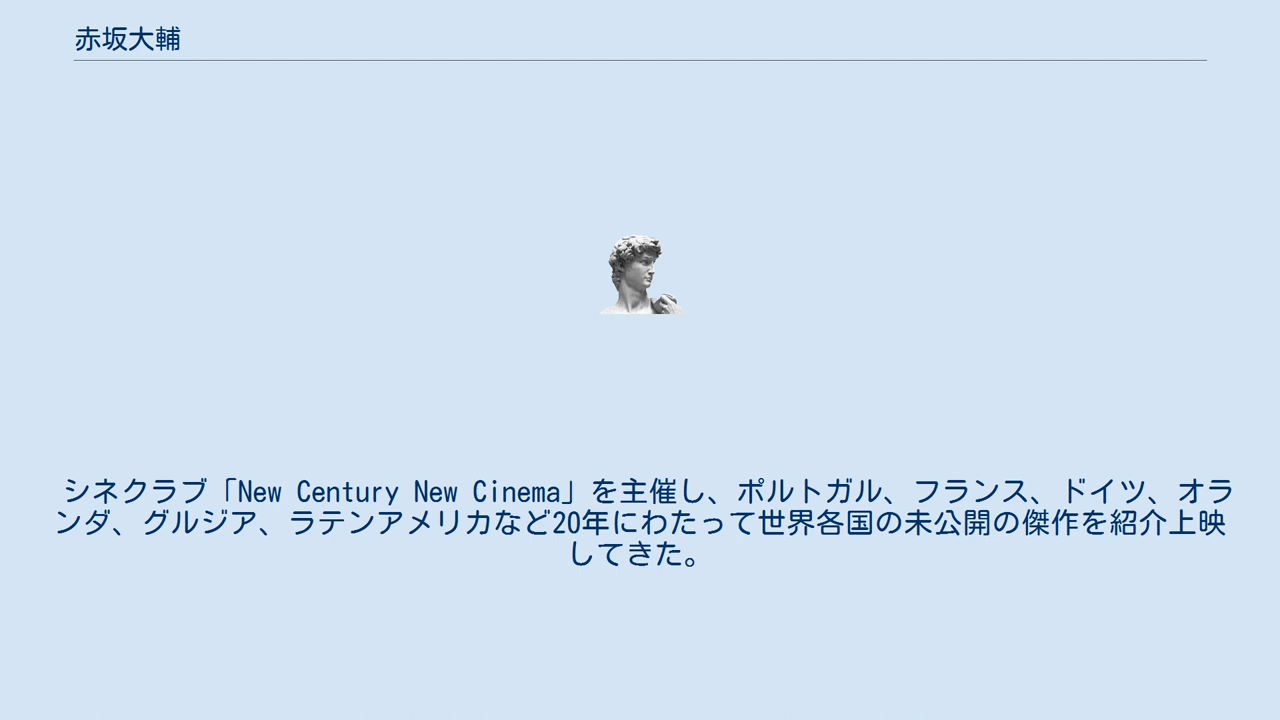 赤坂大輔
シネクラブ「New Century New Cinema」を主催し、ポルトガル、フランス、ドイツ、オラ
ンダ、グルジア、ラテンアメリカなど20年にわたって世界各国の未公開の傑作を紹介上映
してきた。